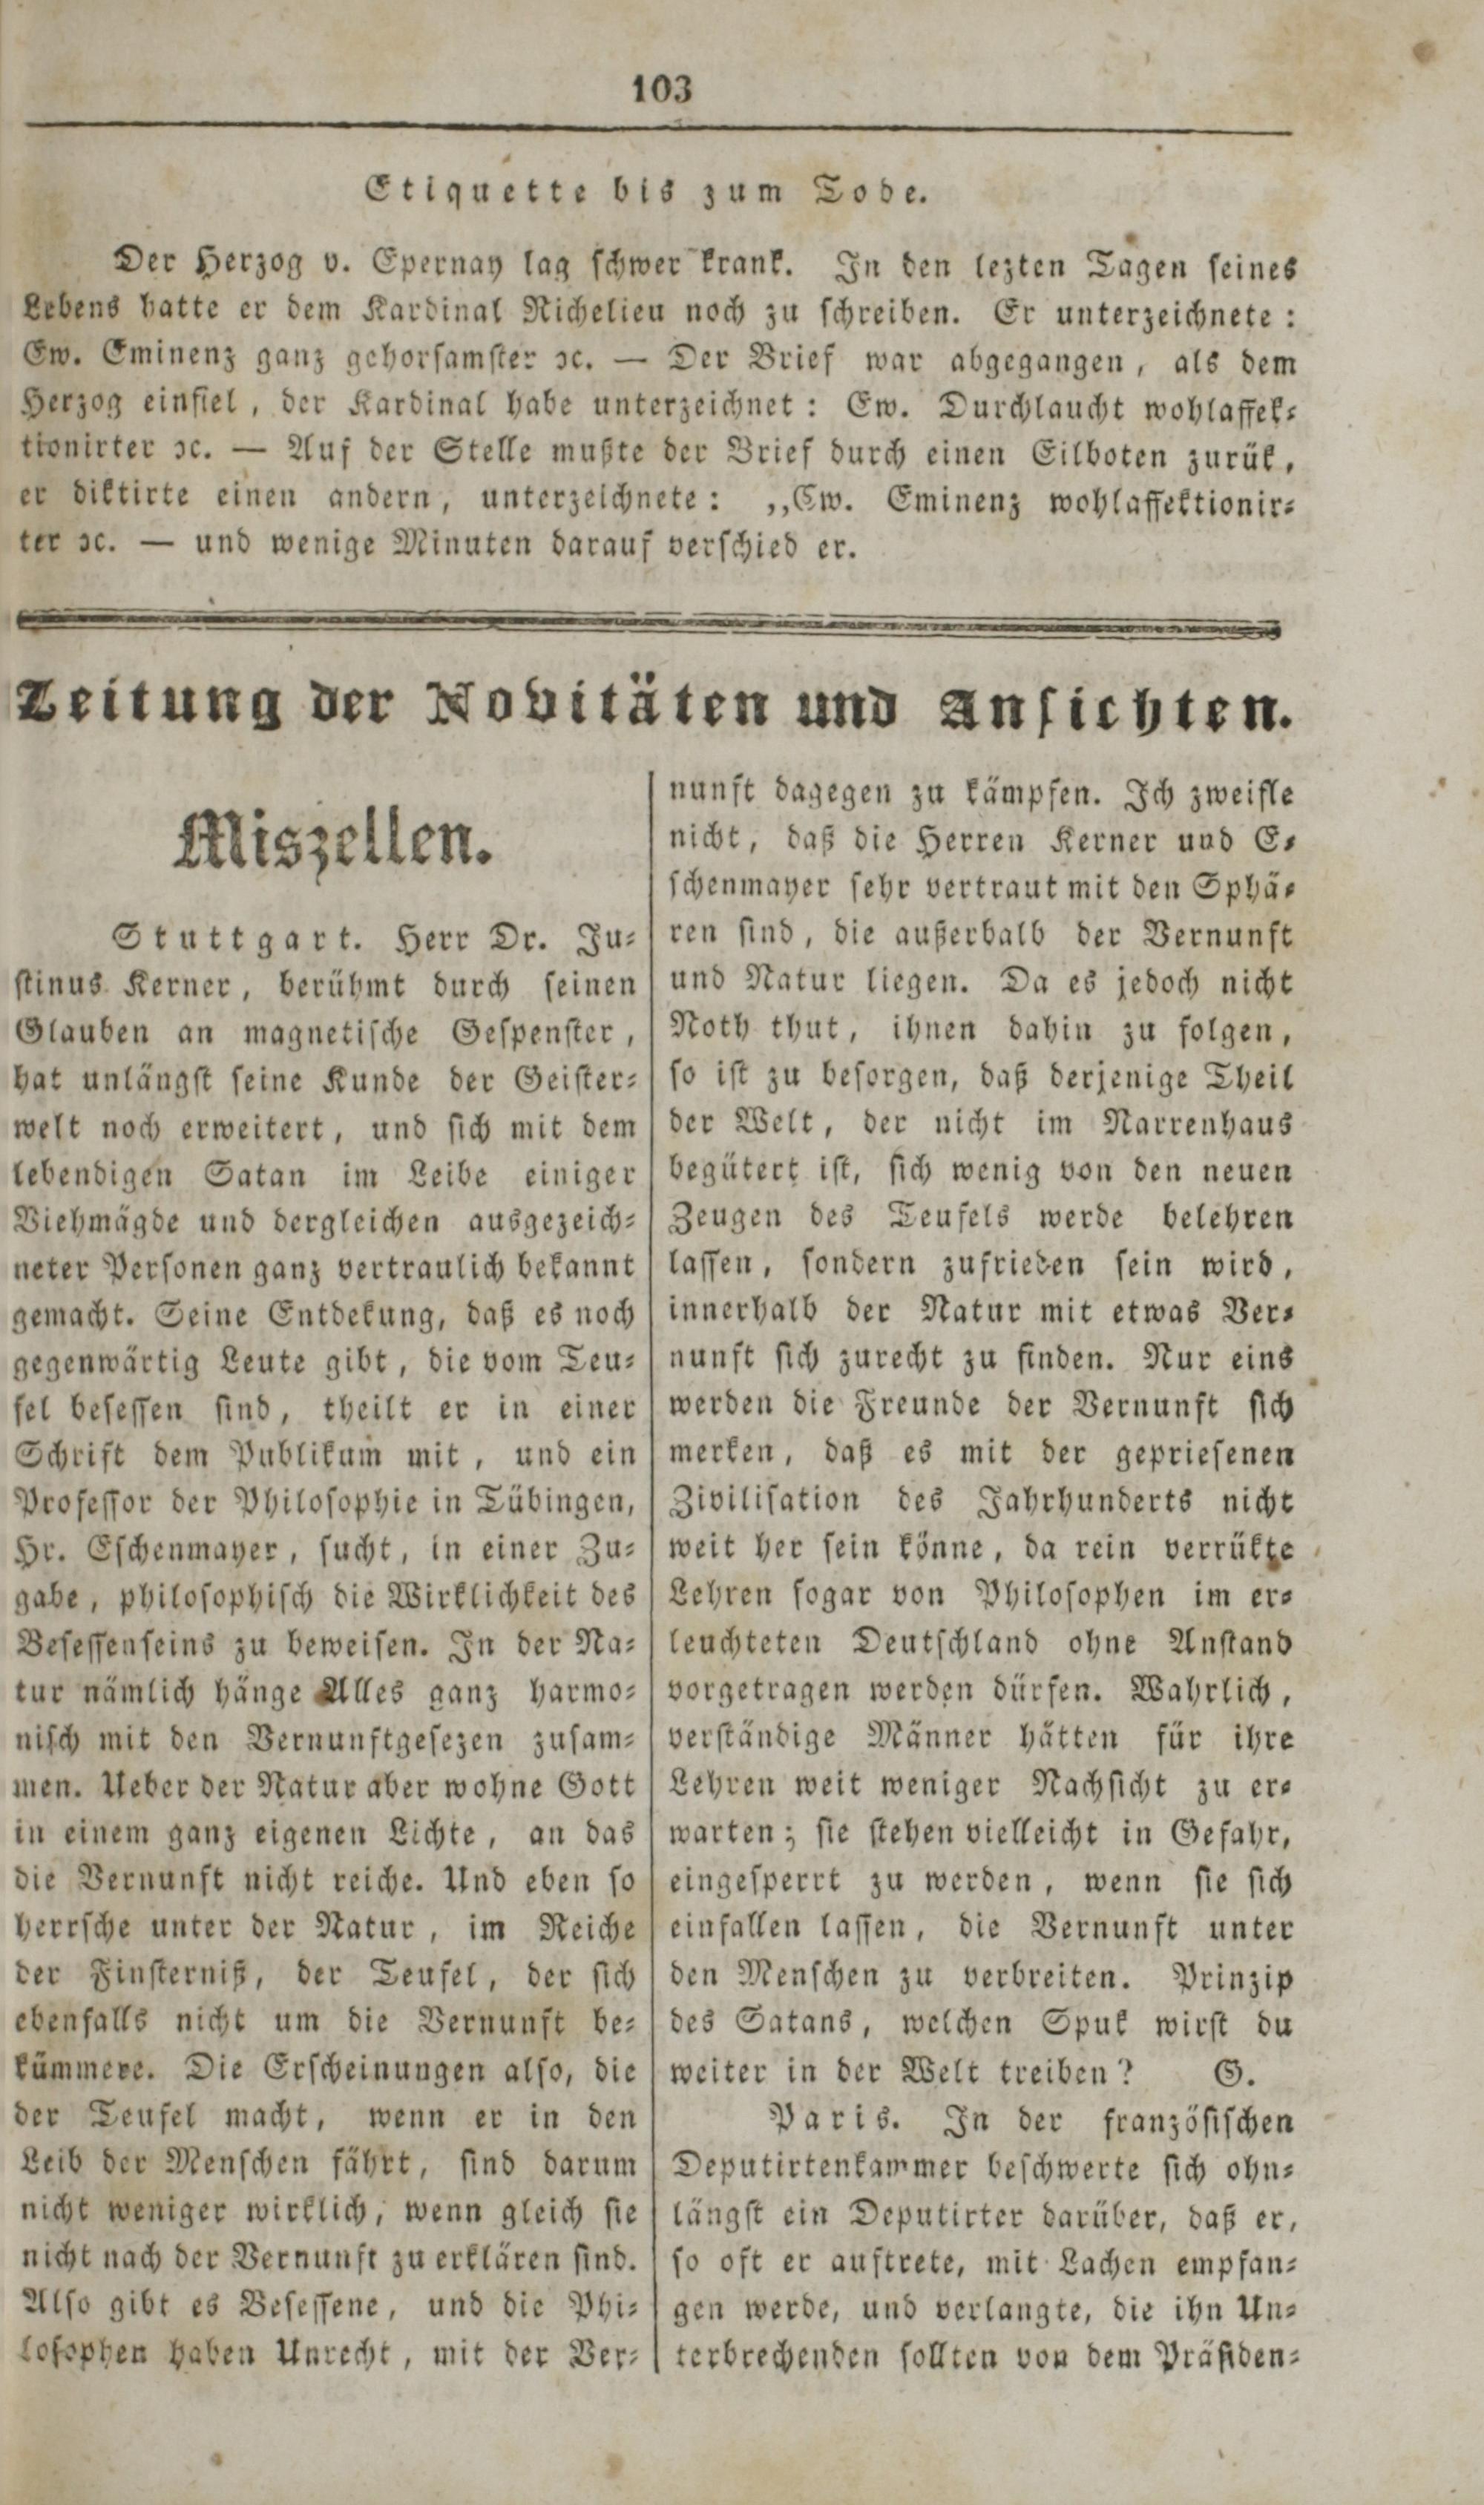 103
Etiquette bis zum Tode.
Der Herzog v. Epernay lag schwer krank. In den lezten Tagen seines
Lebens hatte er dem Kardinal Richelieu noch zu schreiben. Er unterzeichnete:
Ew. Eminenz ganz gehorsamster ꝛc. — Der Brief war abgegangen, als dem
Herzog einfiel, der Kardinal habe unterzeichnet: Ew. Durchlaucht wohlaffek-
tionirter ꝛc. — Auf der Stelle mußte der Brief durch einen Eilboten zurük,
er diktirte einen andern, unterzeichnete: „Ew. Eminenz wohlaffektionir-
ter ꝛc. — und wenige Minuten darauf verschied er.
Zeitung der Novitäten und Ansichten.
Miszellen.
Stuttgart. Herr Dr. Ju-
stinus Kerner, berühmt durch seinen
Glauben an magnetische Gespenster,
hat unlängst seine Kunde der Geister-
welt noch erweitert, und sich mit dem
lebendigen Satan im Leibe einiger
Viehmägde und dergleichen ausgezeich-
neter Personen ganz vertraulich bekannt
gemacht. Seine Entdekung, daß es noch
gegenwärtig Leute gibt, die vom Teu-
fel besessen sind, theilt er in einer
Schrift dem Publikum mit, und ein
Professor der Philosophie in Tübingen,
Hr. Eschenmayer, sucht, in einer Zu-
gabe, philosophisch die Wirklichkeit des
Besessenseins zu beweisen. In der Na-
tur nämlich hänge Alles ganz harmo-
nisch mit den Vernunftgesezen zusam-
men. Ueber der Natur aber wohne Gott
in einem ganz eigenen Lichte, an das
die Vernunft nicht reiche. Und eben so
herrsche unter der Natur, im Reiche
der Finsterniß, der Teufel, der sich
ebenfalls nicht um die Vernunft be-
kümmere. Die Erscheinungen also, die
der Teufel macht, wenn er in den
Leib der Menschen fährt, sind darum
nicht weniger wirklich, wenn gleich sie
nicht nach der Vernunft zu erklären sind.
Also gibt es Besessene, und die Phi-
losophen haben Unrecht, mit der Ver-
nunft dagegen zu kämpfen. Ich zweifle
nicht, daß die Herren Kerner und E-
schenmayer sehr vertraut mit den Sphä-
ren sind, die außerhalb der Vernunft
und Natur liegen. Da es jedoch nicht
Noth thut, ihnen dahin zu folgen,
so ist zu besorgen, daß derjenige Theil
der Welt, der nicht im Narrenhaus
begütert ist, sich wenig von den neuen
Zeugen des Teufels werde belehren
lassen, sondern zufrieden sein wird,
innerhalb der Natur mit etwas Ver-
nunft sich zurecht zu finden. Nur eins
werden die Freunde der Vernunft sich
merken, daß es mit der gepriesenen
Zivilisation des Jahrhunderts nicht
weit her sein könne, da rein verrükte
Lehren sogar von Philosophen im er-
leuchteten Deutschland ohne Anstand
vorgetragen werden dürfen. Wahrlich,
verständige Männer hätten für ihre
Lehren weit weniger Nachsicht zu er-
warten; sie stehen vielleicht in Gefahr,
eingesperrt zu werden, wenn sie sich
einfallen lassen, die Vernunft unter
den Menschen zu verbreiten. Prinzip
des Satans, welchen Spuk wirst du
weiter in der Welt treiben? G.
Paris. In der französischen
Deputirtenkammer beschwerte sich ohn-
längst ein Deputirter darüber, daß er,
so oft er auftrete, mit Lachen empfan-
gen werde, und verlangte, die ihn Un-
terbrechenden sollten von dem Präsiden-